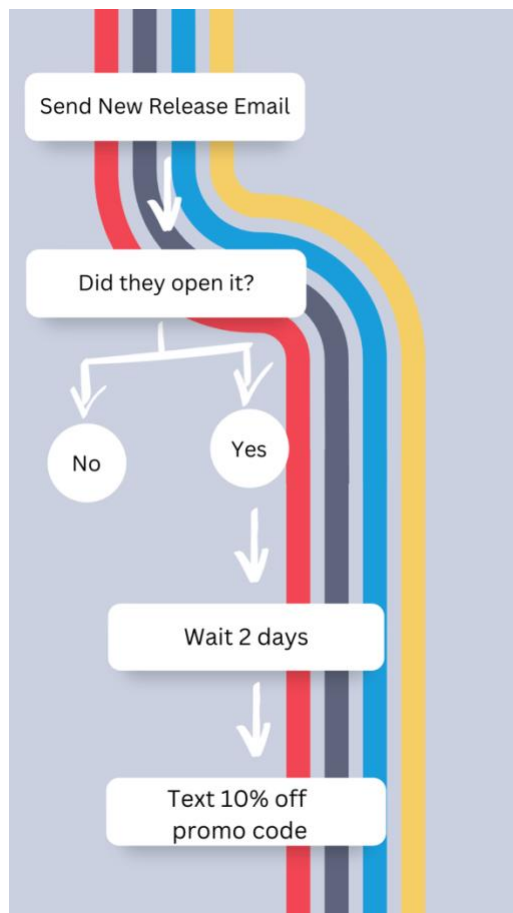 Send New Release Email
Did they open it?
No
Yes
Wait 2 days
Text 10% off
promo code